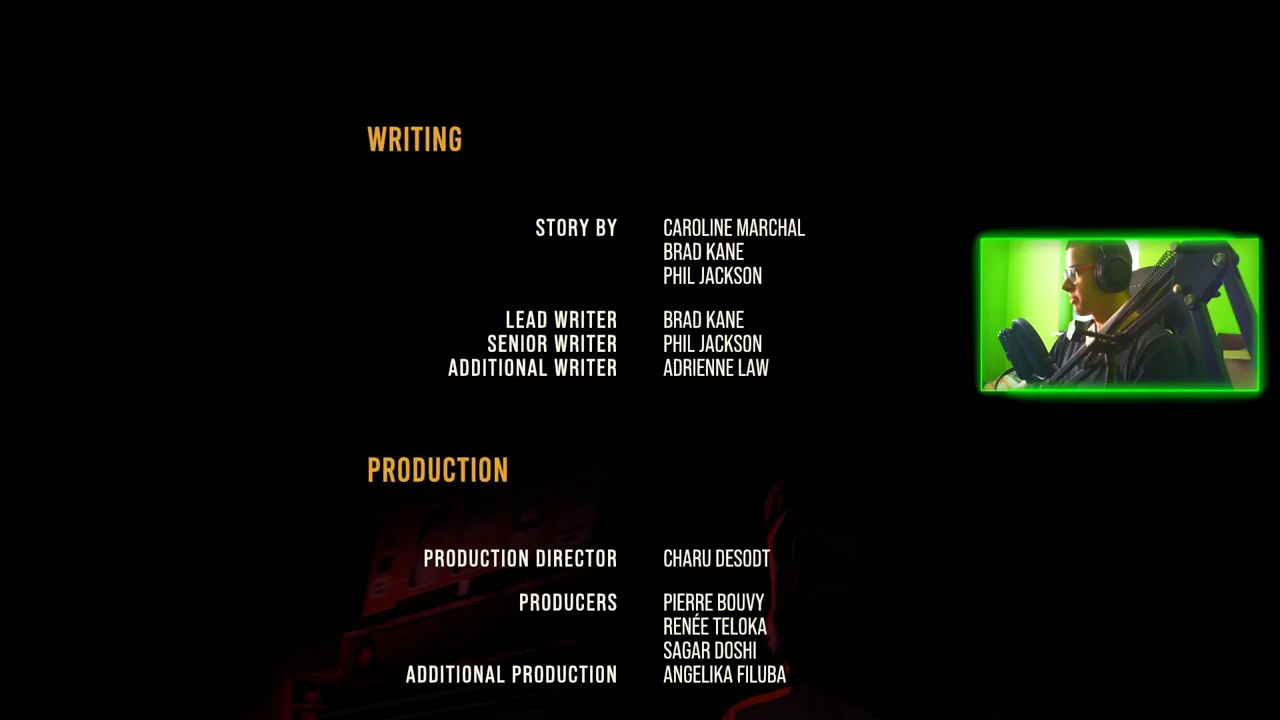 WRITING
STORY BY CAROLINE MARCHAL
BRAD KANE
PHIL JACKSON
LEAD WRITER BRAD KANE
SENIOR WRITER PHIL JACKSON
ADDITIONAL WRITER ADRIENNE LAW
PRODUCTION
PRODUCTION DIRECTOR CHARU DESODT
PRODUCERS PIERRE BOUVY
RENÉE TELOKA
SAGAR DOSHI
ADDITIONAL PRODUCTION ANGELIKA FILUBA